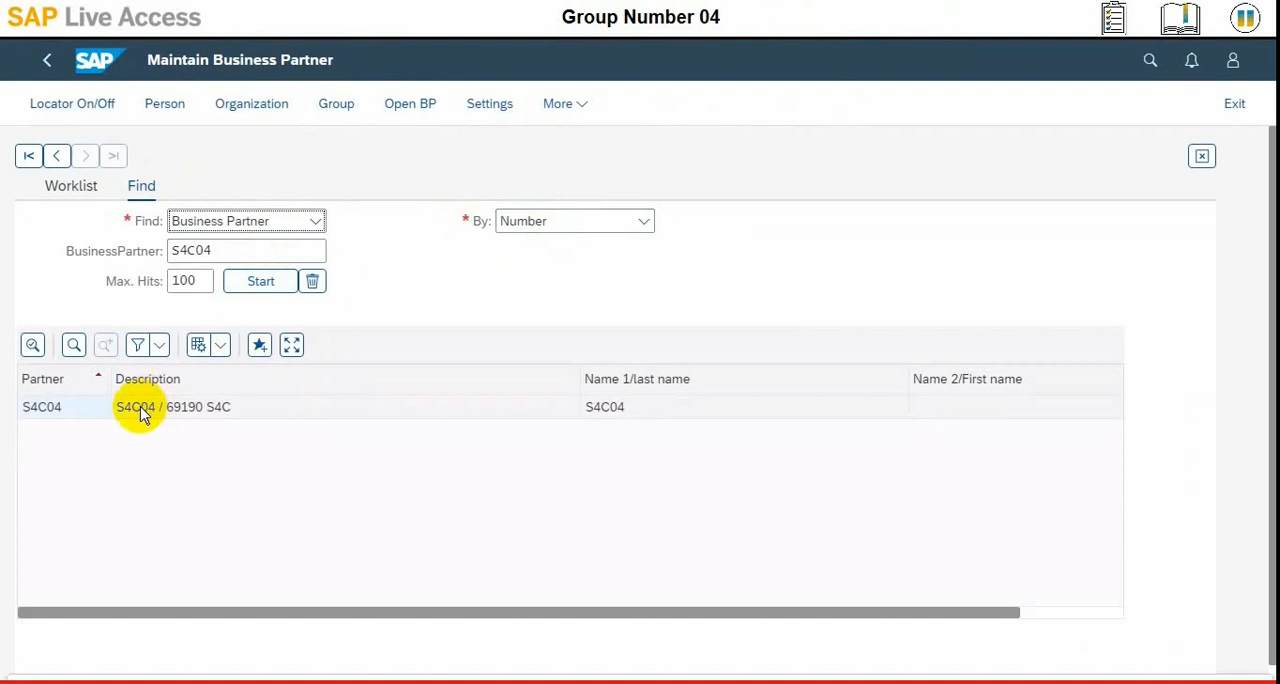 SAP Live Access
Group Number 04
SAP
Maintain Business Partner
Locator On/Off
Person
Organization
Group
Open BP
Settings
More
Exit
Worklist
Find
* Find: Business Partner
* By: Number
BusinessPartner: S4C04
Max. Hits: 100
Start
Partner
Description
Name 1/last name
Name 2/First name
S4C04
S4C04 / 69190 S4C
S4C04